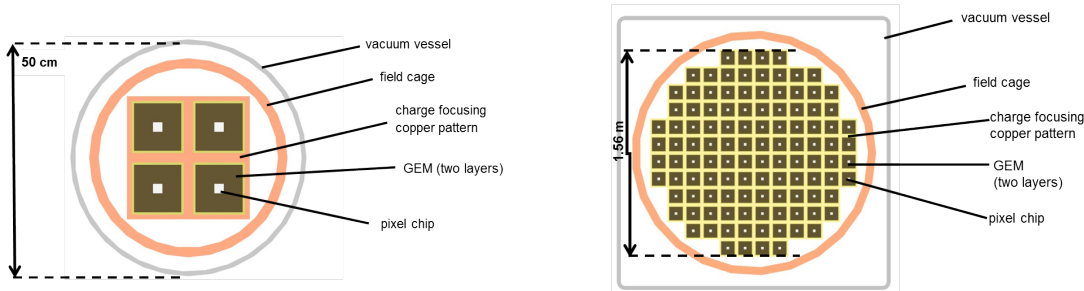 50 cm
vacuum vessel
field cage
charge focusing
copper pattern
GEM (two layers)
pixel chip
1.56 m
vacuum vessel
field cage
charge focusing
copper pattern
GEM
(two layers)
pixel chip